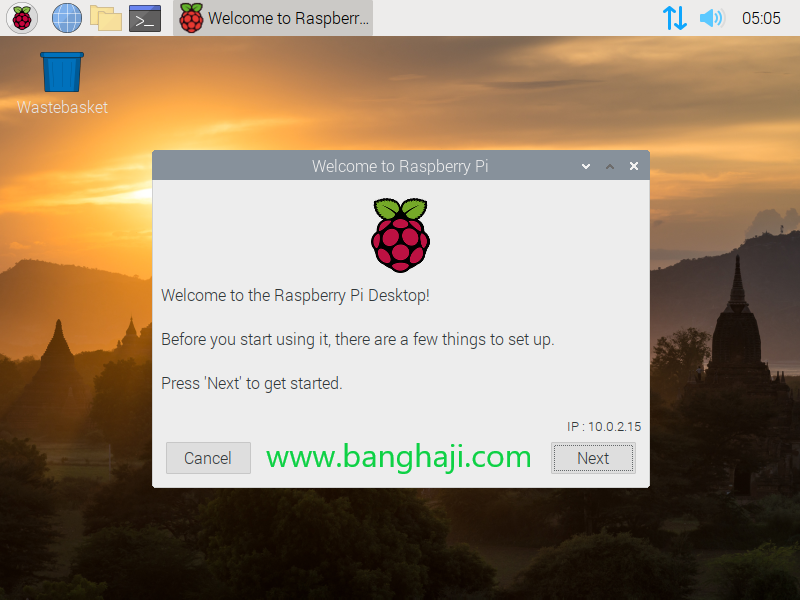 Welcome to Raspberr...
05:05
Wastebasket
Welcome to Raspberry Pi
Welcome to the Raspberry Pi Desktop!
Before you start using it, there are a few things to set up.
Press 'Next' to get started.
IP : 10.0.2.15
Cancel
www.banghaji.com
Next